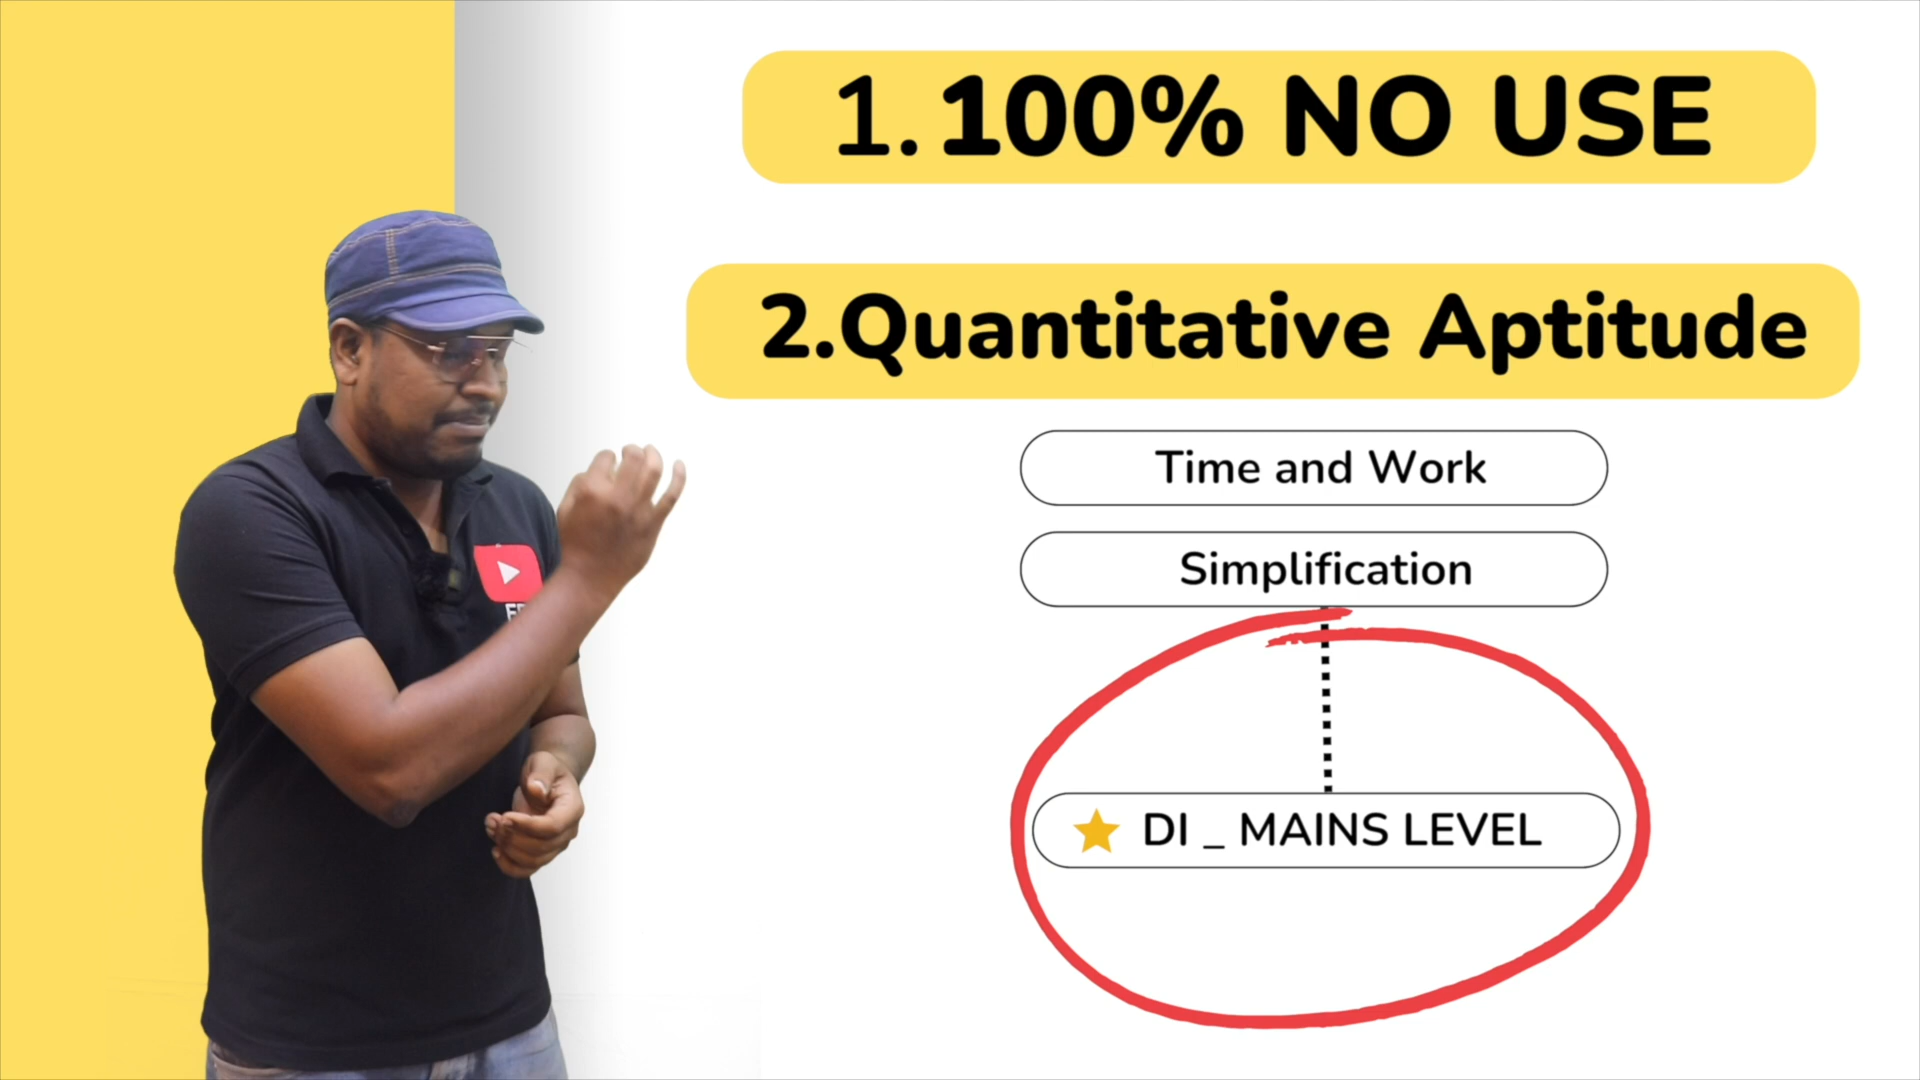 1. 100% NO USE
2.Quantitative Aptitude
Time and Work
Simplification
DI _ MAINS LEVEL